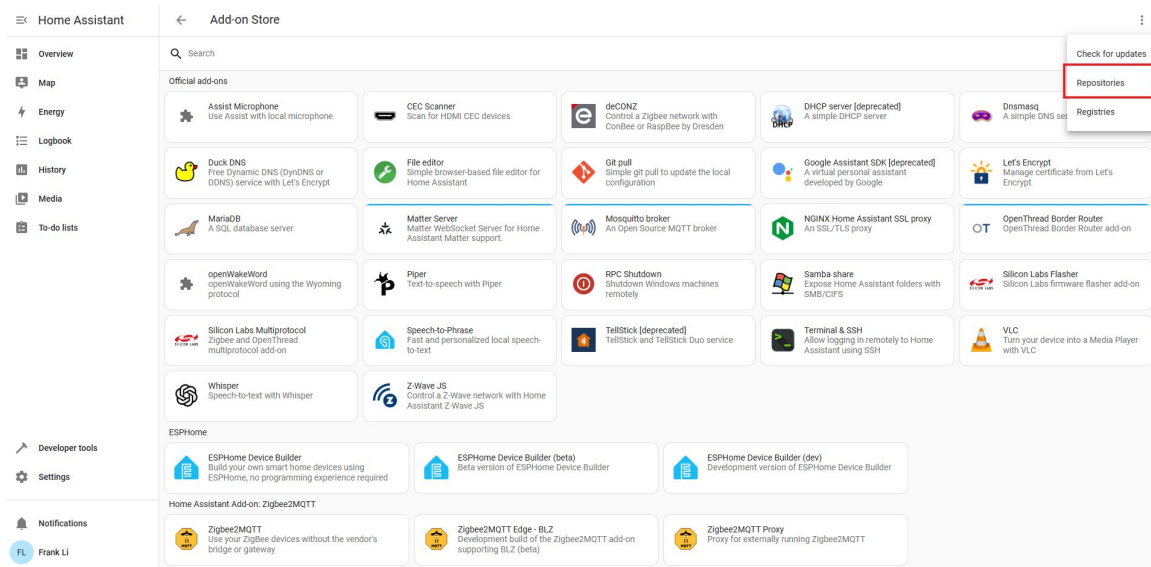 Home Assistant
Add-on Store
Overview
Map
Energy
Logbook
History
Media
To-do lists
Developer tools
Settings
Notifications
FL
Frank Li
Search
Check for updates
Repositories
Registries
Official add-ons
Assist Microphone
Use Assist with local microphone
CEC Scanner
Scan for HDMI CEC devices
deCONZ
Control a Zigbee network with
ConBee or RaspBee by Dresden
DHCP
DHCP server [deprecated]
A simple DHCP server
Dnsmasq
A simple DNS ser
Duck DNS
Free Dynamic DNS (DynDNS or
DDNS) service with Let's Encrypt
File editor
Simple browser-based file editor for
Home Assistant
Git pull
Simple git pull to update the local
configuration
Google Assistant SDK [deprecated]
A virtual personal assistant
developed by Google
Let's Encrypt
Manage certificate from Let's
Encrypt
MariaDB
A SQL database server
Matter Server
Matter WebSocket Server for Home
Assistant Matter support.
Mosquitto broker
An Open Source MQTT broker
N
NGINX Home Assistant SSL proxy
An SSL/TLS proxy
OT
OpenThread Border Router
OpenThread Border Router add-on
openWakeWord
openWakeWord using the Wyoming
protocol
Piper
Text-to-speech with Piper
RPC Shutdown
Shutdown Windows machines
remotely
Samba share
Expose Home Assistant folders with
SMB/CIFS
SILICON LABS
Silicon Labs Flasher
Silicon Labs firmware flasher add-on
SILICON LABS
Silicon Labs Multiprotocol
Zigbee and OpenThread
multiprotocol add-on
Speech-to-Phrase
Fast and personalized local speech-
to-text
TellStick [deprecated]
TellStick and TellStick Duo service
Terminal & SSH
Allow logging in remotely to Home
Assistant using SSH
VLC
Turn your device into a Media Player
with VLC
Whisper
Speech-to-text with Whisper
Z-Wave JS
Control a Z-Wave network with Home
Assistant Z-Wave JS
ESPHome
ESPHome Device Builder
Build your own smart home devices using
ESPHome, no programming experience required
ESPHome Device Builder (beta)
Beta version of ESPHome Device Builder
ESPHome Device Builder (dev)
Development version of ESPHome Device Builder
Home Assistant Add-on: Zigbee2MQTT
Zigbee2MQTT
Use your ZigBee devices without the vendor's
bridge or gateway
Zigbee2MQTT Edge - BLZ
Development build of the Zigbee2MQTT add-on
supporting BLZ (beta)
Zigbee2MQTT Proxy
Proxy for externally running Zigbee2MQTT